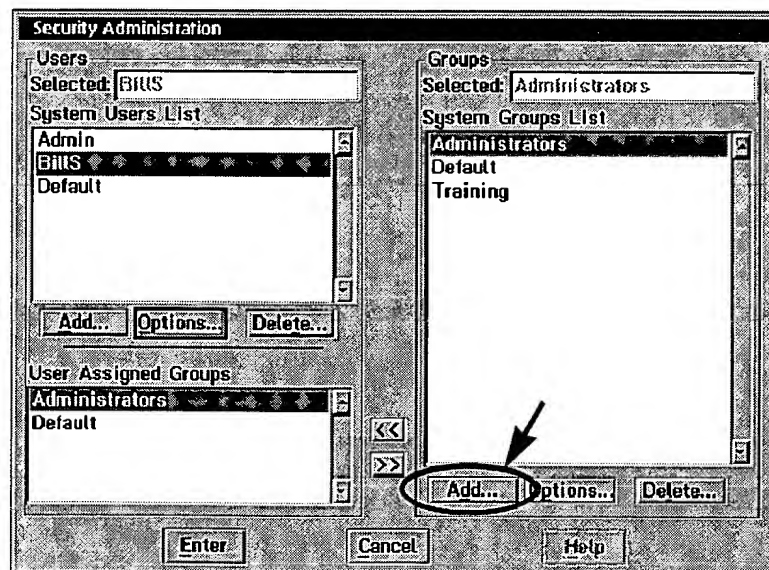 Security Administration
Users
Selected: BillS
System Users List
Admin
BillS
Default
Add... Options... Delete...
User Assigned Groups
Administrators
Default
<<
>>
Groups
Selected: Administrators
System Groups List
Administrators
Default
Training
Add... Options... Delete...
Enter Cancel Help